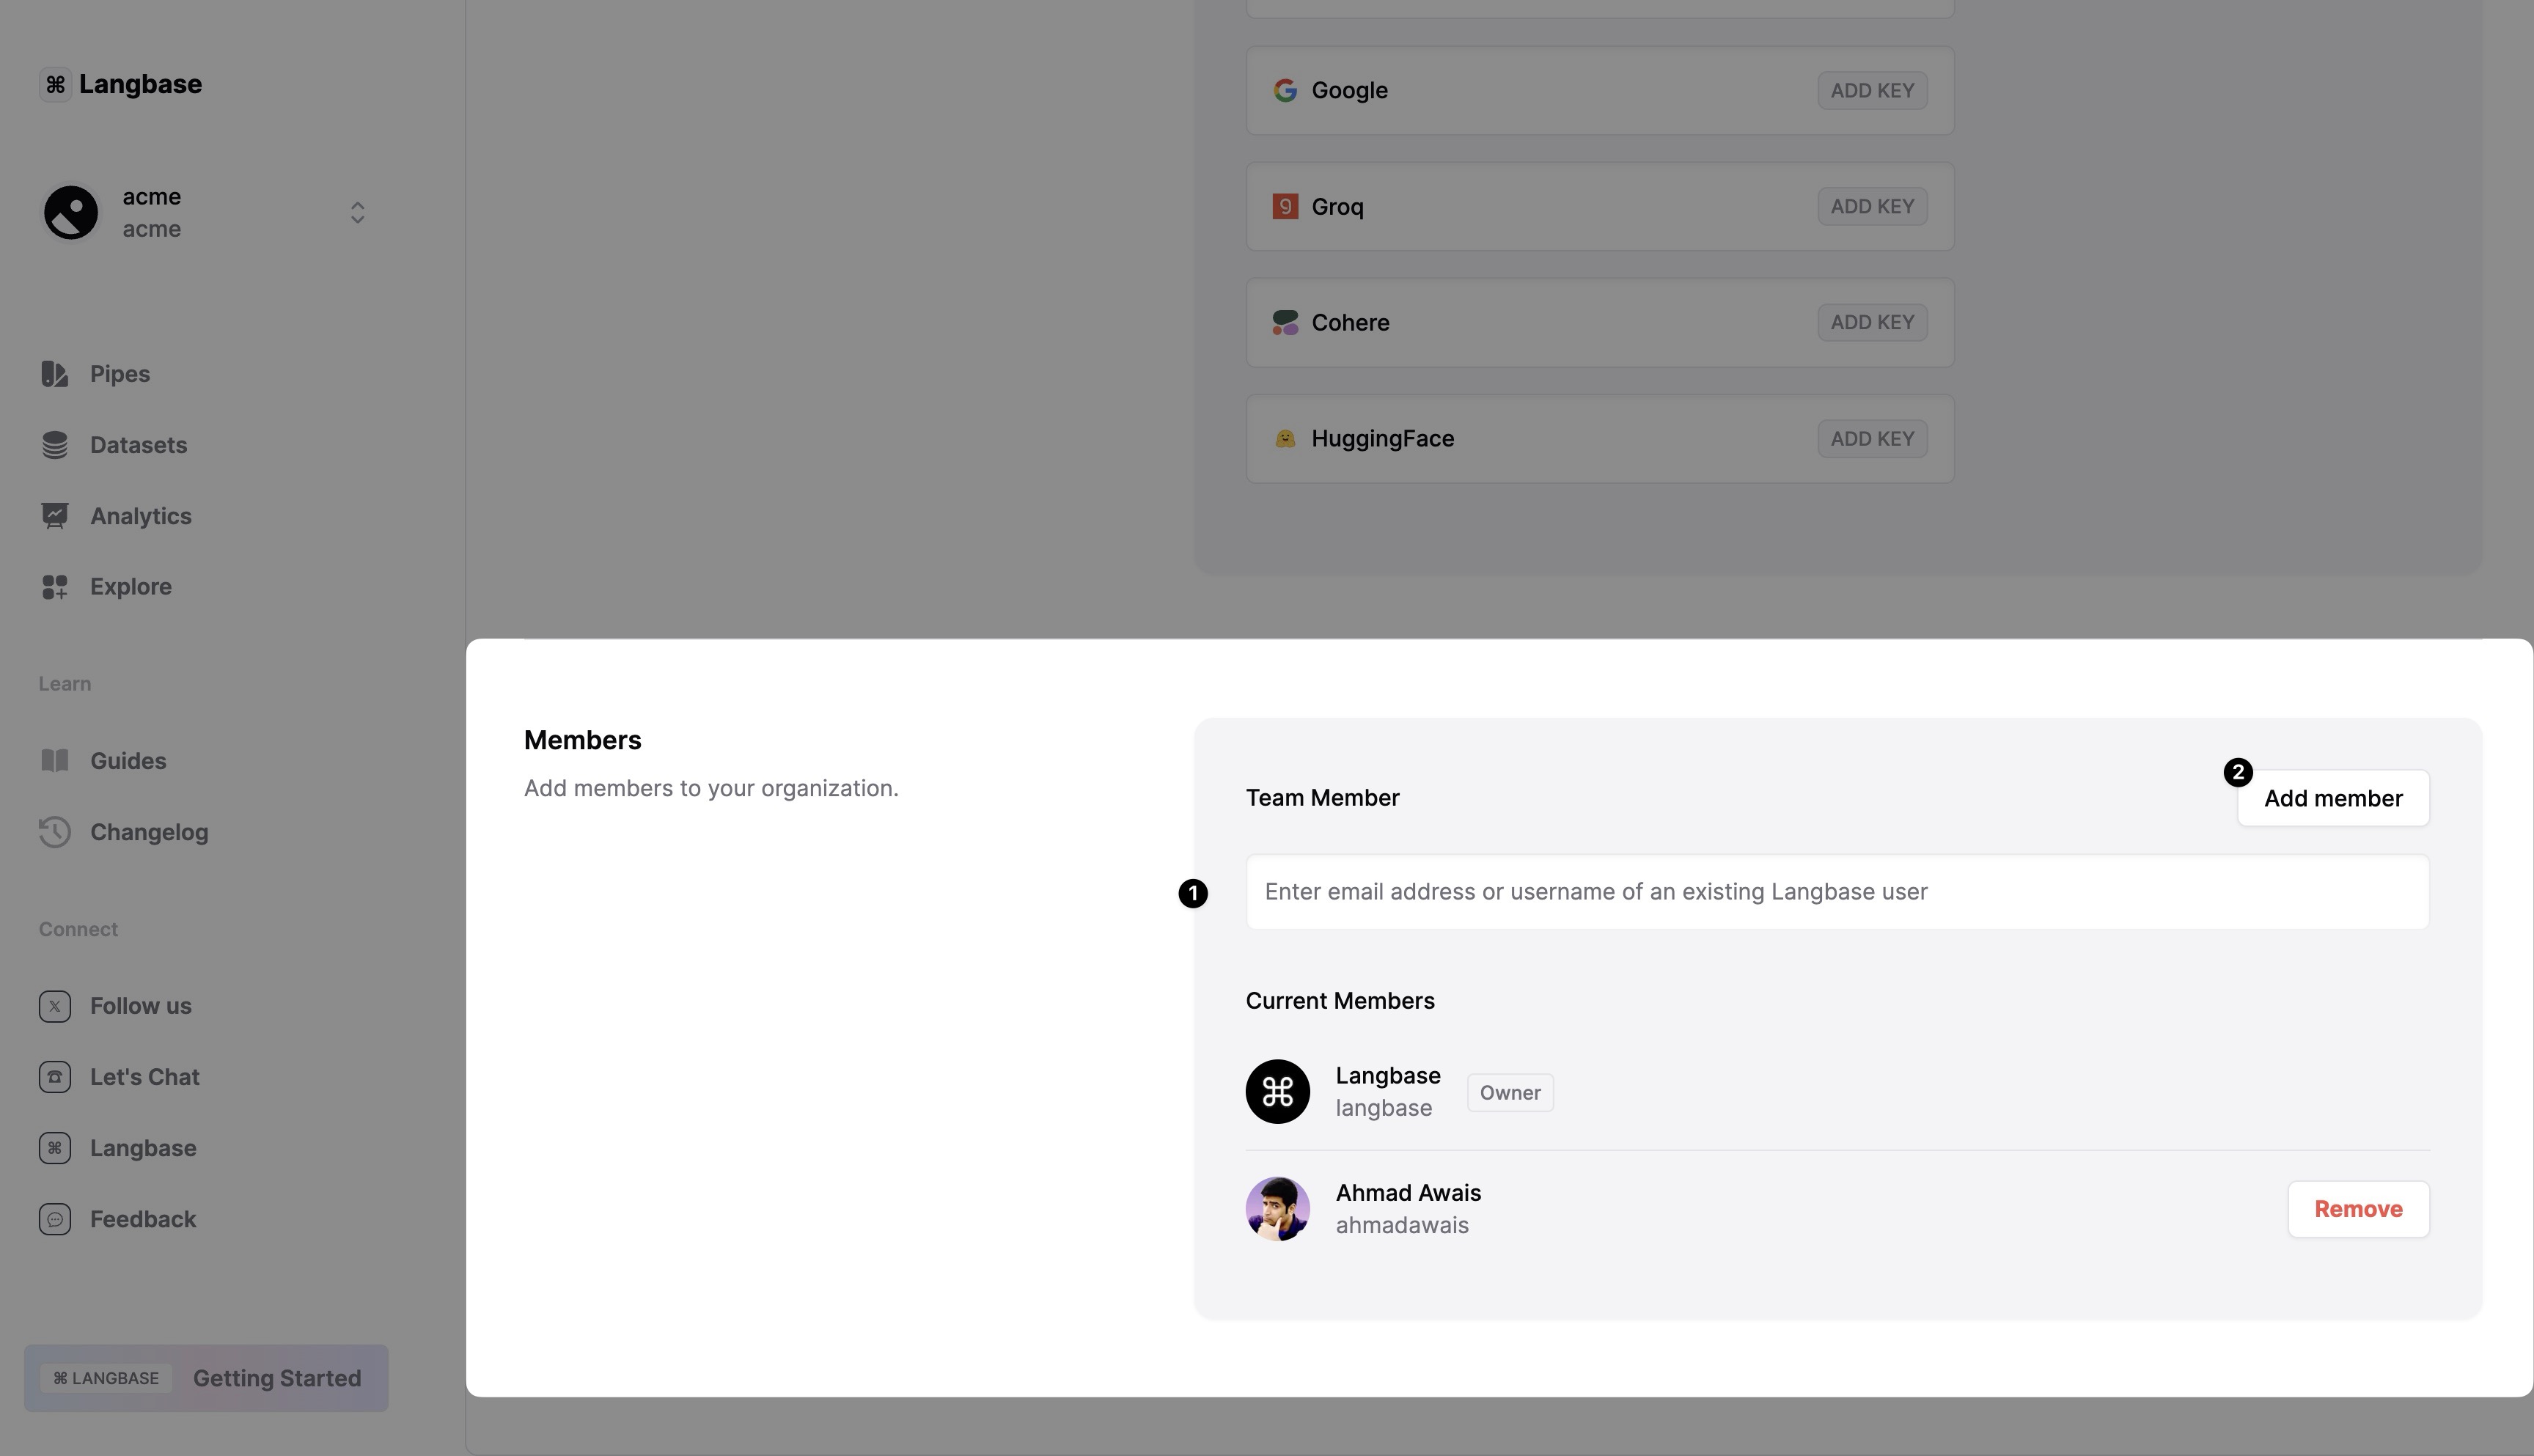 ⌘ Langbase
acme
acme
Pipes
Datasets
Analytics
Explore
Learn
Guides
Changelog
Connect
Follow us
Let's Chat
Langbase
Feedback
⌘ LANGBASE Getting Started
Google ADD KEY
Groq ADD KEY
Cohere ADD KEY
HuggingFace ADD KEY
Members
Add members to your organization.
Team Member
2
Add member
1
Enter email address or username of an existing Langbase user
Current Members
Langbase
langbase
Owner
Ahmad Awais
ahmadawais
Remove